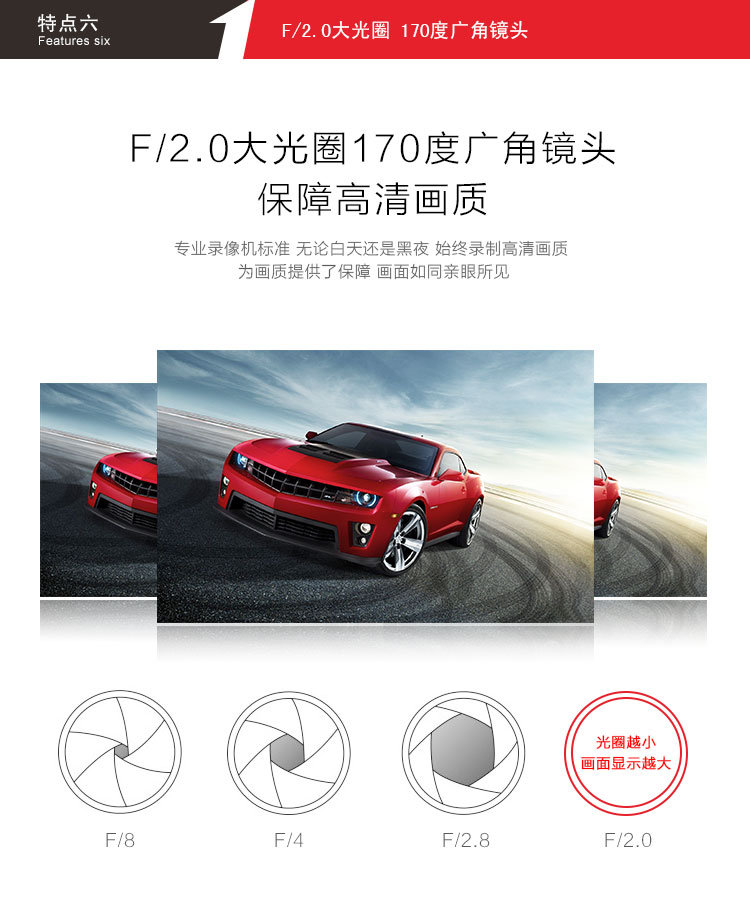 特点六
Features six
F/2.0大光圈 170度广角镜头
F/2.0大光圈170度广角镜头
保障高清画质
专业录像机标准 无论白天还是黑夜 始终录制高清画质
为画质提供了保障 画面如同亲眼所见
光圈越小
画面显示越大
F/8
F/4
F/2.8
F/2.0